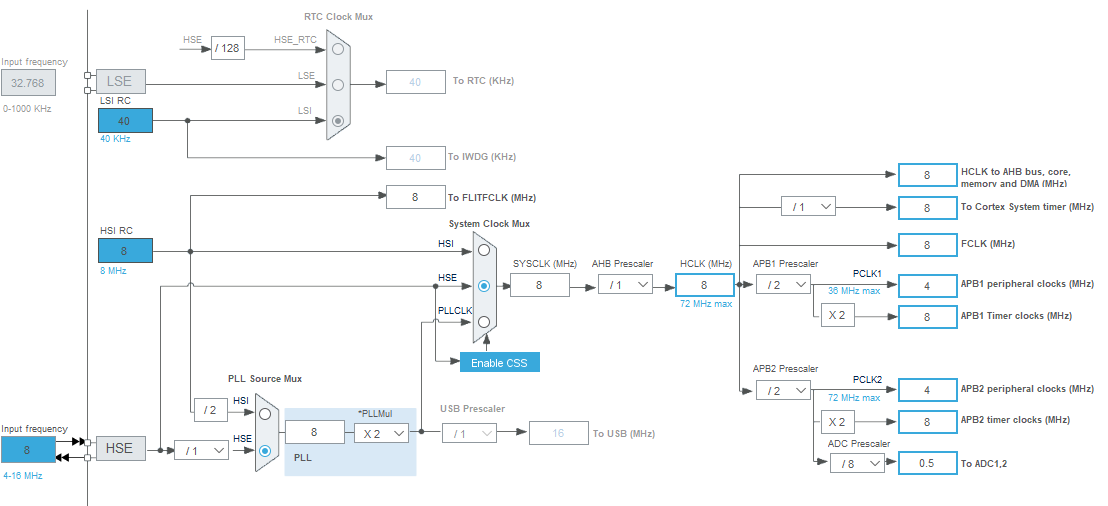 RTC Clock Mux
HSE
/ 128
HSE_RTC
Input frequency
32.768
0-1000 KHz
LSE
LSE
40
To RTC (KHz)
LSI RC
40
40 KHz
LSI
40
To IWDG (KHz)
8
To FLITFCLK (MHz)
System Clock Mux
HSI RC
8
8 MHz
HSI
HSE
PLLCLK
SYSCLK (MHz)
8
AHB Prescaler
/ 1
HCLK (MHz)
8
72 MHz max
Enable CSS
8
HCLK to AHB bus, core,
memory and DMA (MHz)
/ 1
8
To Cortex System timer (MHz)
8
FCLK (MHz)
APB1 Prescaler
/ 2
PCLK1
36 MHz max
4
APB1 peripheral clocks (MHz)
X 2
8
APB1 Timer clocks (MHz)
APB2 Prescaler
/ 2
PCLK2
72 MHz max
4
APB2 peripheral clocks (MHz)
X 2
8
APB2 timer clocks (MHz)
ADC Prescaler
/ 8
0.5
To ADC1,2
PLL Source Mux
/ 2
HSI
Input frequency
8
4-16 MHz
HSE
/ 1
HSE
8
*PLLMul
X 2
PLL
USB Prescaler
/ 1
16
To USB (MHz)